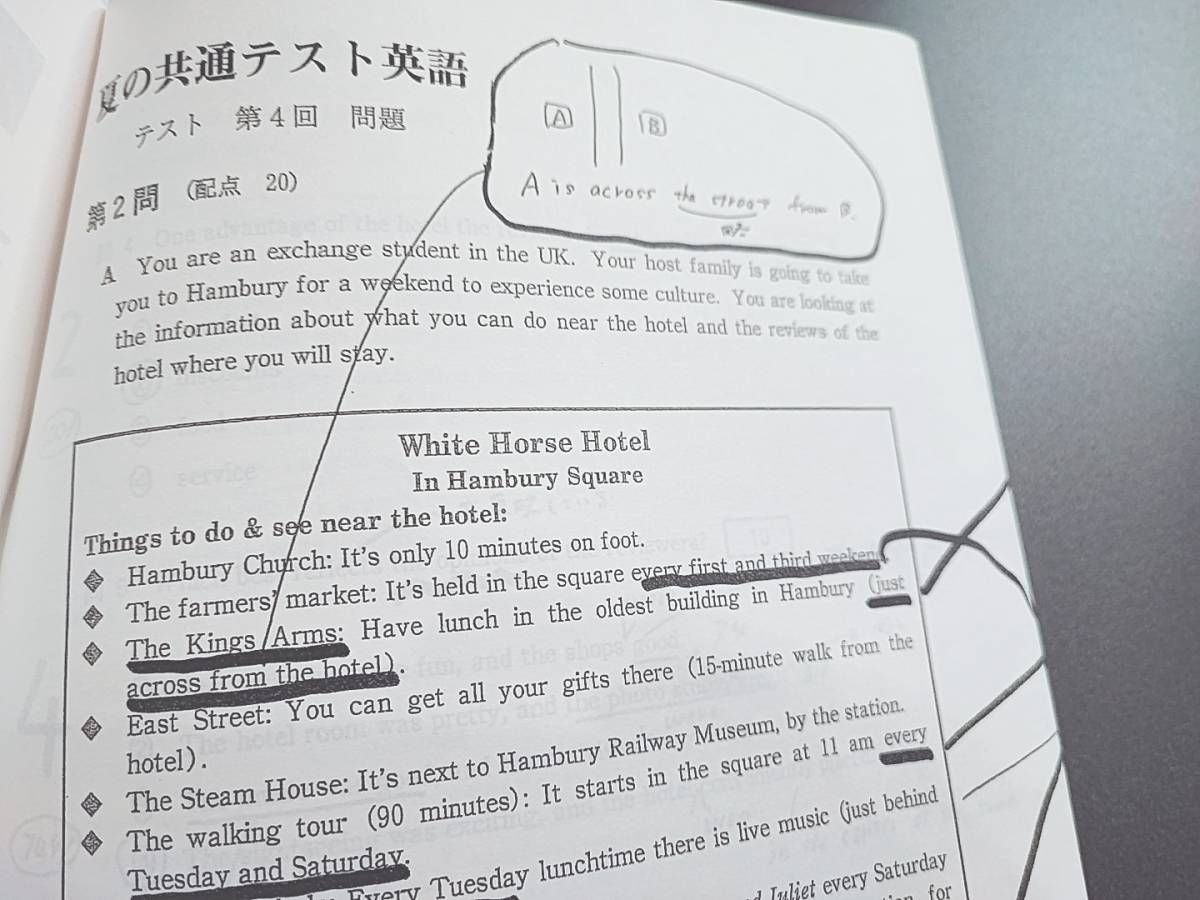 夏の共通テスト英語
テスト 第4回 問題
第2問 (配点 20)
A B
A is across the street from B.
A You are an exchange student in the UK. Your host family is going to take
you to Hambury for a weekend to experience some culture. You are looking at
the information about what you can do near the hotel and the reviews of the
hotel where you will stay.
White Horse Hotel
In Hambury Square
Things to do & see near the hotel:
Hambury Church: It's only 10 minutes on foot.
The farmers' market: It's held in the square every first and third weekend.
The Kings Arms: Have lunch in the oldest building in Hambury (just
across from the hotel).
East Street: You can get all your gifts there (15-minute walk from the
hotel).
The Steam House: It's next to Hambury Railway Museum, by the station.
The walking tour (90 minutes): It starts in the square at 11 am every
Tuesday and Saturday.
Every Tuesday lunchtime there is live music (just behind
Juliet every Saturday
for